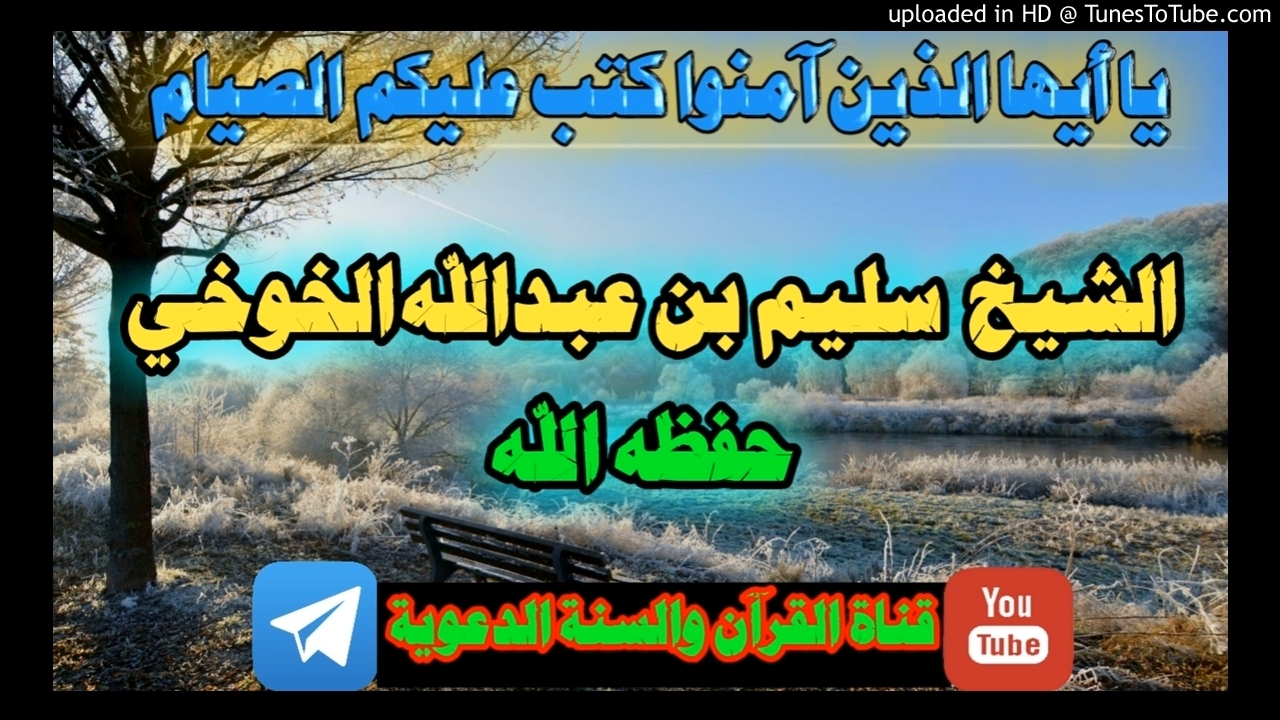 uploaded in HD @ TunesToTube.com
يا أيها الذين آمنوا كتب عليكم الصيام
الشيخ سليم بن عبدالله الخوخي
حفظه الله
قناة القرآن والسنة الدعوية
You
Tube